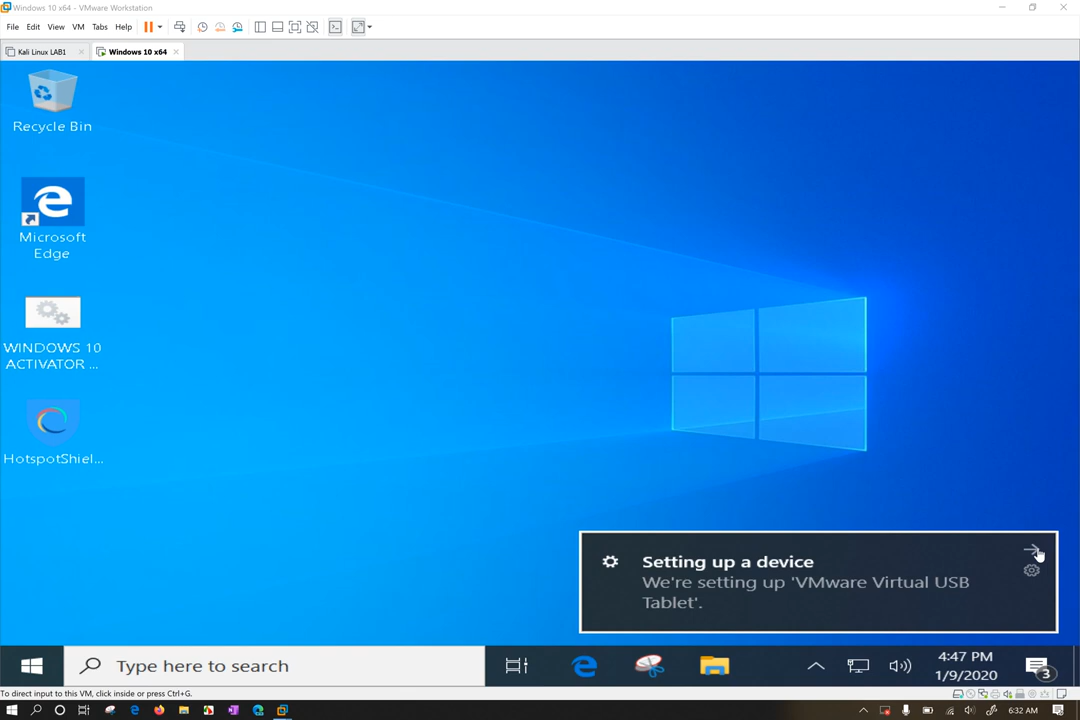 Windows 10 x64 - VMware Workstation
File Edit View VM Tabs Help
Kali Linux LAB1
Windows 10 x64
Recycle Bin
Microsoft
Edge
WINDOWS 10
ACTIVATOR ...
HotspotShiel...
Setting up a device
We're setting up 'VMware Virtual USB
Tablet'.
Type here to search
4:47 PM
1/9/2020
3
To direct input to this VM, click inside or press Ctrl+G.
6:32 AM